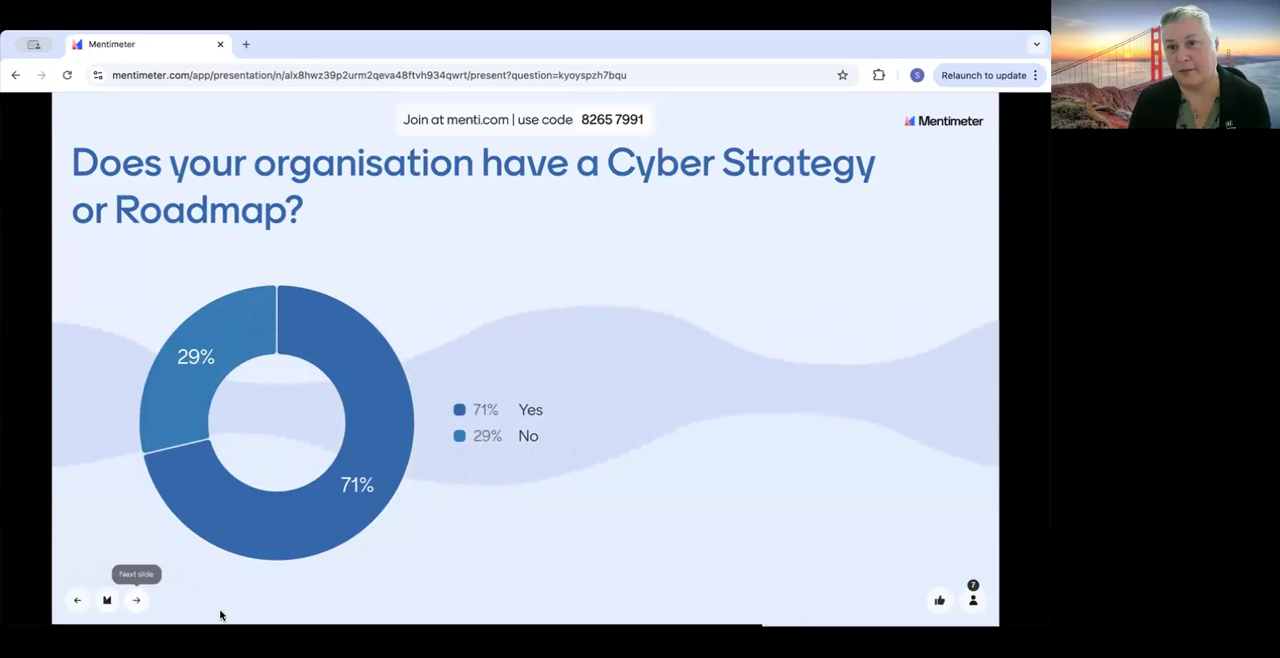 Mentimeter
mentimeter.com/app/presentation/n/alx8hwz39p2urm2qeva48ftvh934qwrt/present?question=kyoyspzh7bqu
S
Relaunch to update
Join at menti.com | use code 8265 7991
Mentimeter
Does your organisation have a Cyber Strategy
or Roadmap?
29%
71%
71% Yes
29% No
Next slide
7